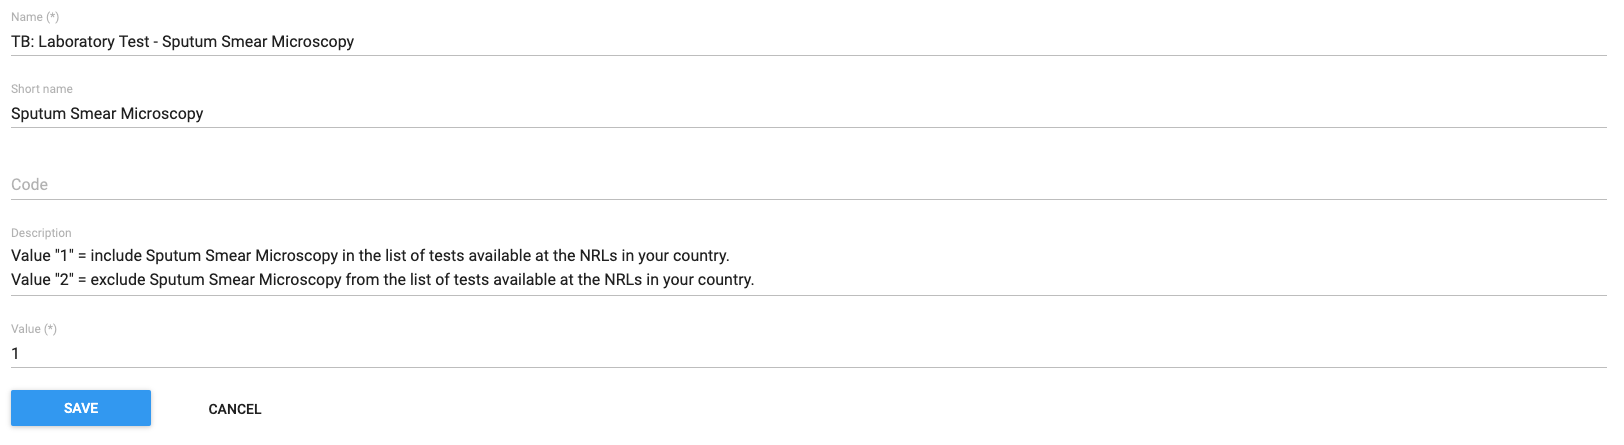 Name (*)
TB: Laboratory Test - Sputum Smear Microscopy
Short name
Sputum Smear Microscopy
Code
Description
Value "1" = include Sputum Smear Microscopy in the list of tests available at the NRLs in your country.
Value "2" = exclude Sputum Smear Microscopy from the list of tests available at the NRLs in your country.
Value (*)
1
SAVE CANCEL